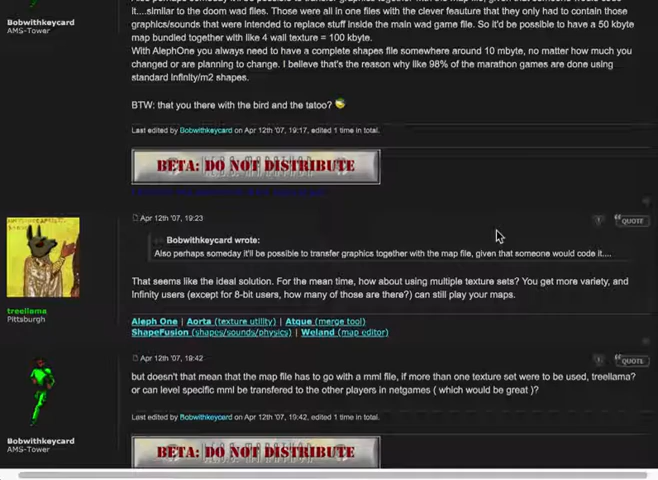 Bobwithkeycard
AMS-Tower
it....similar to the doom wad files. Those were all in one files with the clever feauture that they only had to contain those
graphics/sounds that were intended to replace stuff inside the main wad game file. So it'd be possible to have a 50 kbyte
map bundled together with like 4 wall texture = 100 kbyte.
With AlephOne you always need to have a complete shapes file somewhere around 10 mbyte, no matter how much you
changed or are planning to change. I believe that's the reason why like 98% of the marathon games are done using
standard Infinity/m2 shapes.
BTW: that you there with the bird and the tatoo?
Last edited by Bobwithkeycard on Apr 12th '07, 19:17, edited 1 time in total.
BETA: DO NOT DISTRIBUTE
Apr 12th '07, 19:23
! QUOTE
Bobwithkeycard wrote:
Also perhaps someday it'll be possible to transfer graphics together with the map file, given that someone would code it....
That seems like the ideal solution. For the mean time, how about using multiple texture sets? You get more variety, and
Infinity users (except for 8-bit users, how many of those are there?) can still play your maps.
treellama
Pittsburgh
Aleph One | Aorta (texture utility) | Atque (merge tool)
ShapeFusion (shapes/sounds/physics) | Weland (map editor)
Apr 12th '07, 19:42
! QUOTE
but doesn't that mean that the map file has to go with a mml file, if more than one texture set were to be used, treellama?
or can level specific mml be transfered to the other players in netgames ( which would be great )?
Last edited by Bobwithkeycard on Apr 12th '07, 19:42, edited 1 time in total.
Bobwithkeycard
AMS-Tower
BETA: DO NOT DISTRIBUTE